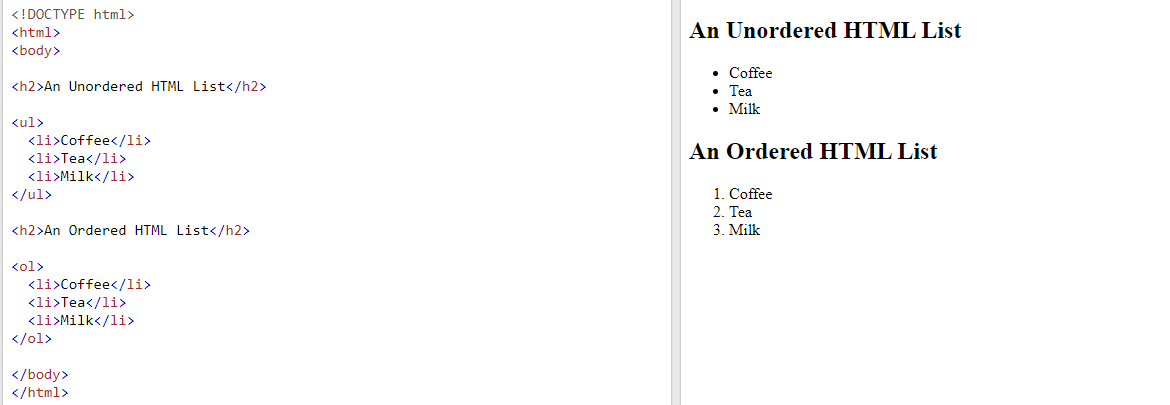 <!DOCTYPE html>
<html>
<body>
<h2>An Unordered HTML List</h2>
<ul>
  <li>Coffee</li>
  <li>Tea</li>
  <li>Milk</li>
</ul>
<h2>An Ordered HTML List</h2>
<ol>
  <li>Coffee</li>
  <li>Tea</li>
  <li>Milk</li>
</ol>
</body>
</html>
An Unordered HTML List
• Coffee
• Tea
• Milk
An Ordered HTML List
1. Coffee
2. Tea
3. Milk